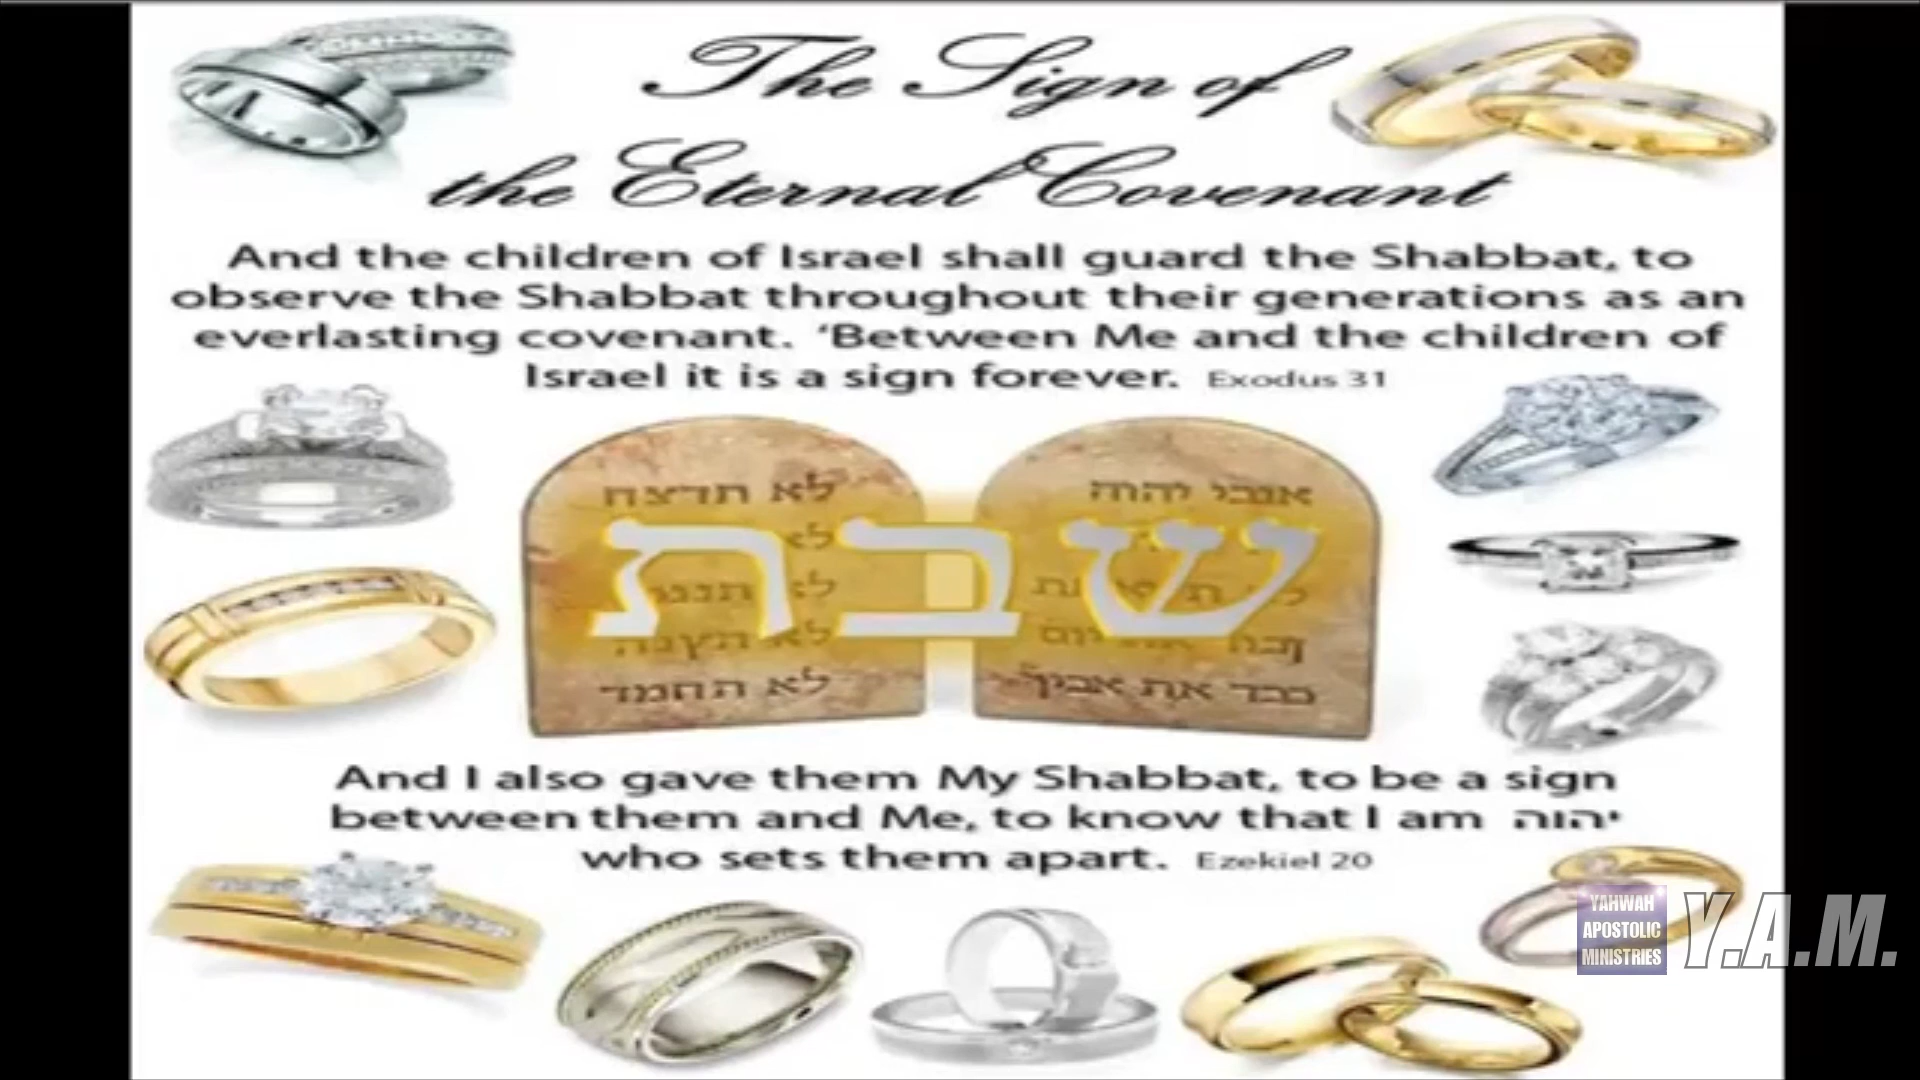 The Sign of
the Eternal Covenant
And the children of Israel shall guard the Shabbat, to
observe the Shabbat throughout their generations as an
everlasting covenant. ‘Between Me and the children of
Israel it is a sign forever. Exodus 31
אנכי יהוה
כבד את אביך
לא תרצח
לא
לא
לא
לא תחמד
שבת
And I also gave them My Shabbat, to be a sign
between them and Me, to know that I am יהוה
who sets them apart. Ezekiel 20
YAHWAH
APOSTOLIC
MINISTRIES
Y.A.M.